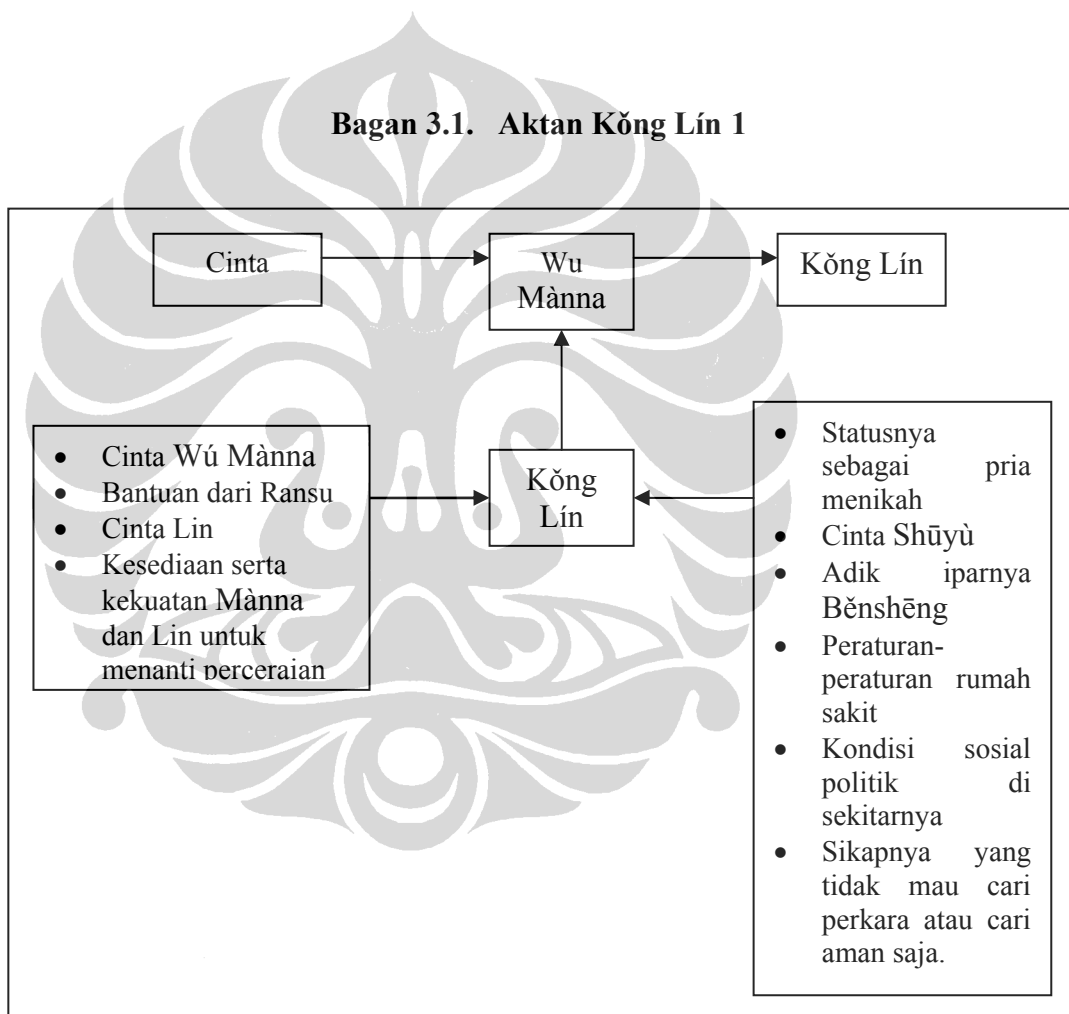 Bagan 3.1. Aktan Kǒng Lín 1
Cinta
Wu
Mànna
Kǒng Lín
• Cinta Wú Mànna
• Bantuan dari Ransu
• Cinta Lin
• Kesediaan serta
kekuatan Mànna
dan Lin untuk
menanti perceraian
Kǒng
Lín
• Statusnya
sebagai pria
menikah
• Cinta Shūyù
• Adik iparnya
Běnshēng
• Peraturan-
peraturan rumah
sakit
• Kondisi sosial
politik di
sekitarnya
• Sikapnya yang
tidak mau cari
perkara atau cari
aman saja.